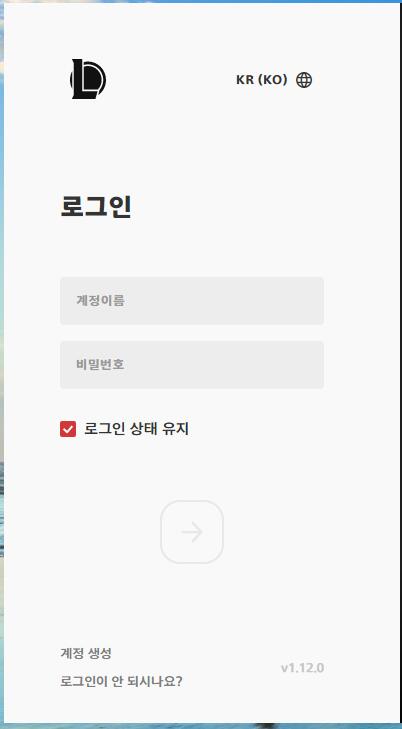 KR (KO)
로그인
계정이름
비밀번호
로그인 상태 유지
계정 생성
v1.12.0
로그인이 안 되시나요?